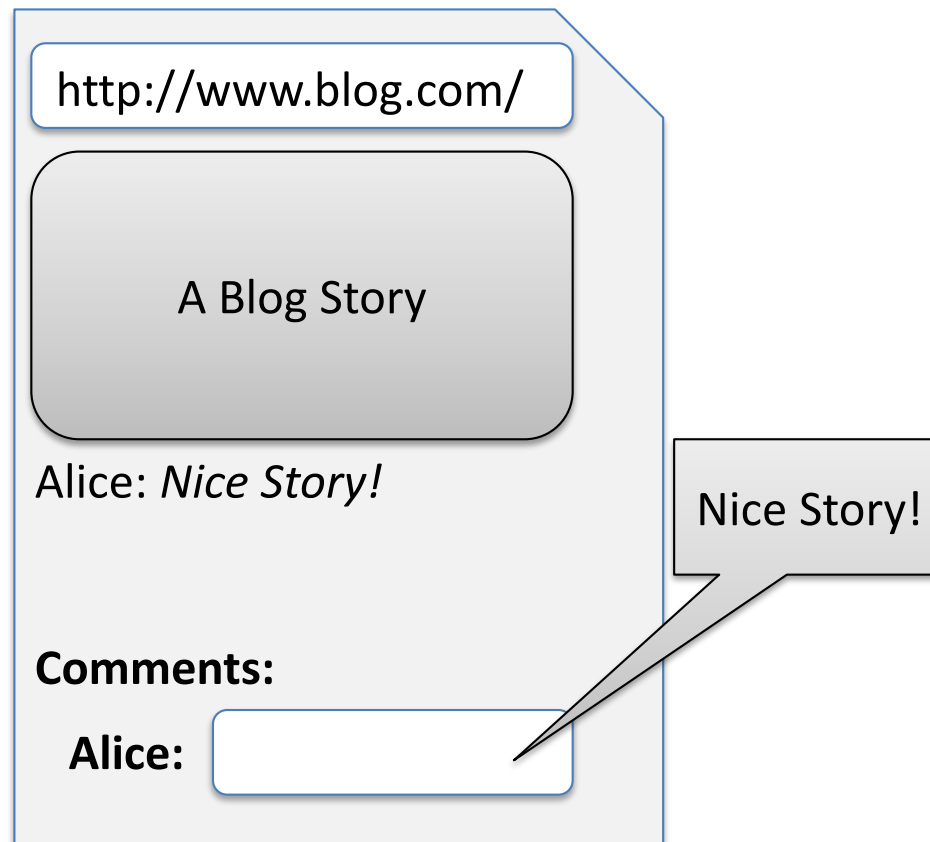 http://www.blog.com/
A Blog Story
Alice: Nice Story!
Nice Story!
Comments:
Alice: